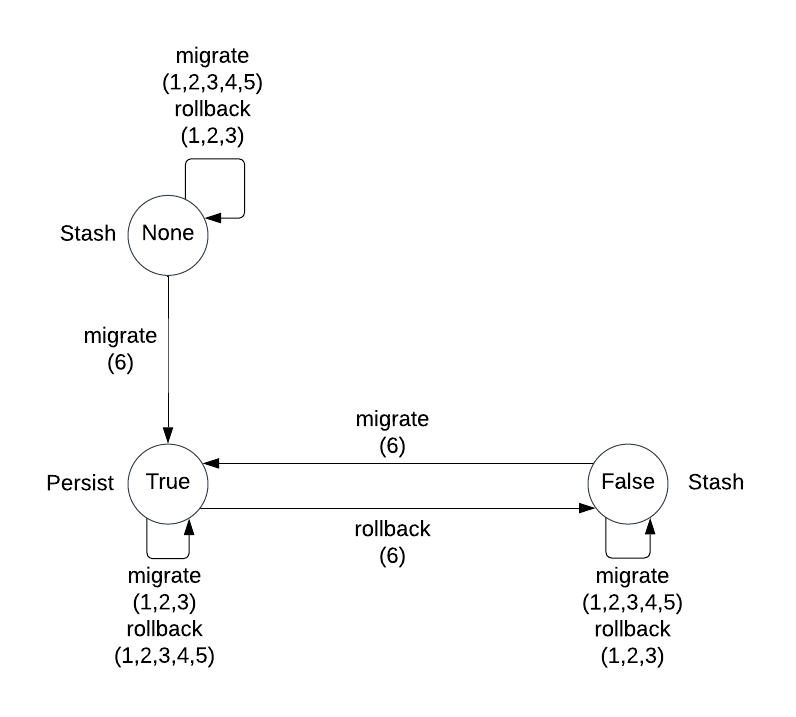 migrate
(1,2,3,4,5)
rollback
(1,2,3)
Stash
None
migrate
(6)
migrate
(6)
Persist
True
False
Stash
rollback
(6)
migrate
(1,2,3)
rollback
(1,2,3,4,5)
migrate
(1,2,3,4,5)
rollback
(1,2,3)